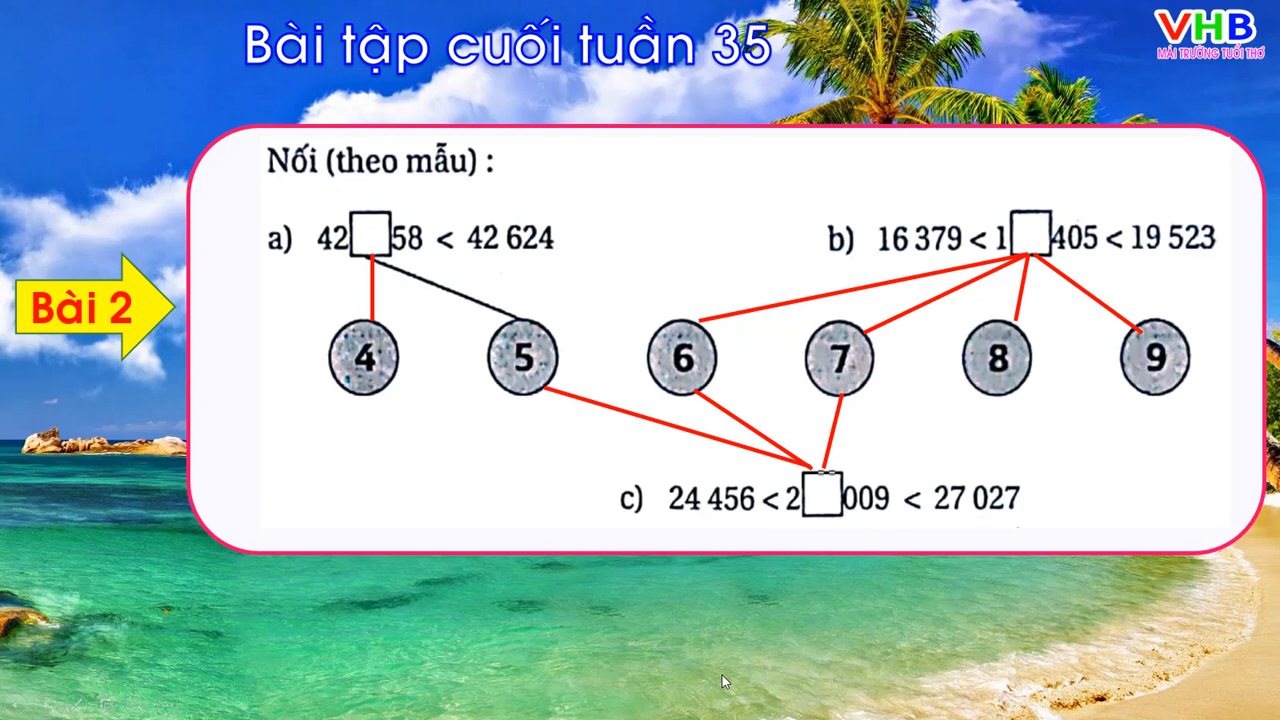 Bài tập cuối tuần 35
VHB
MÁI TRƯỜNG TUỔI THƠ
Bài 2
Nối (theo mẫu) :
a) 42 58 < 42 624
b) 16 379 < 1 405 < 19 523
4 5 6 7 8 9
c) 24 456 < 2 009 < 27 027